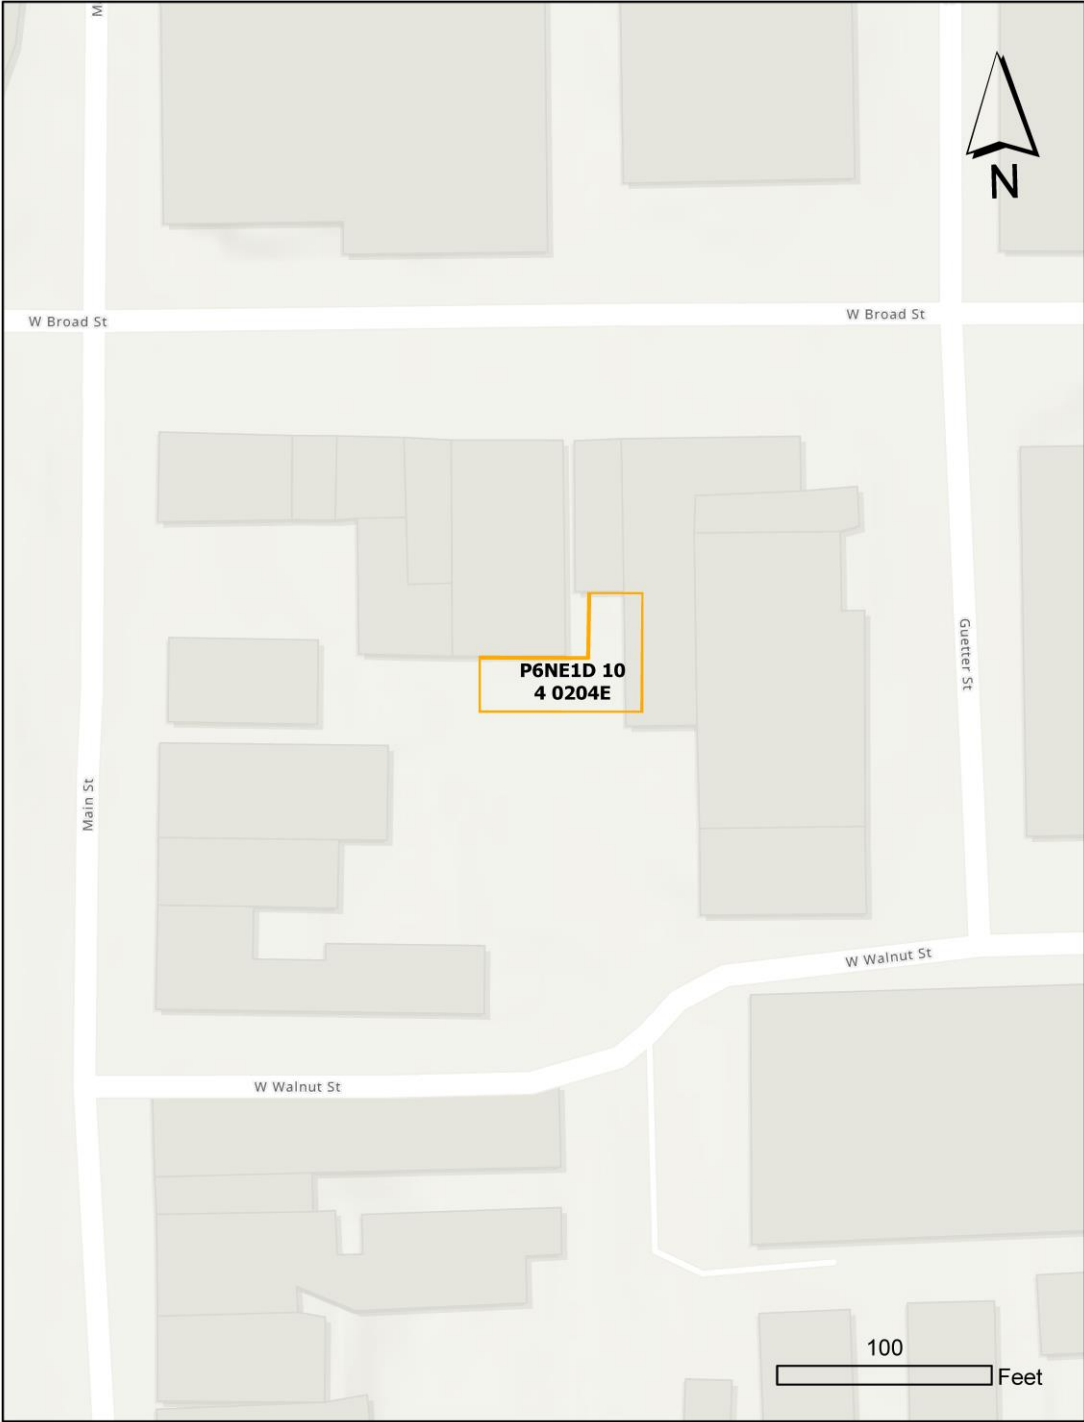 M
N
W Broad St
W Broad St
Guetter St
P6NE1D 10
4 0204E
Main St
W Walnut St
W Walnut St
100
Feet